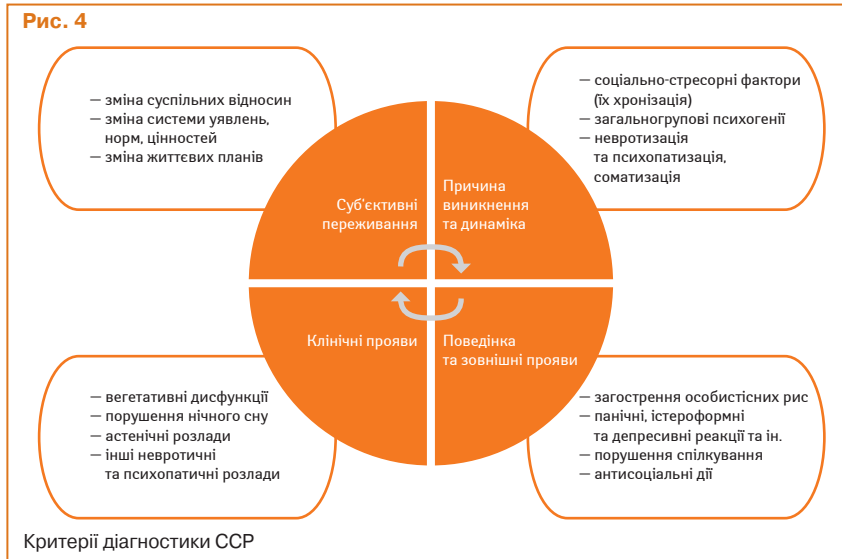 Рис. 4
— зміна суспільних відносин
— зміна системи уявлень,
норм, цінностей
— зміна життєвих планів
— соціально-стресорні фактори
(їх хронізація)
— загальногрупові психогенії
— невротизація
та психопатизація,
соматизація
Суб'єктивні
переживання
Причина
виникнення
та динаміка
Клінічні прояви
Поведінка
та зовнішні прояви
— вегетативні дисфункції
— порушення нічного сну
— астенічні розлади
— інші невротичні
та психопатичні розлади
— загострення особистісних рис
— панічні, істероформні
та депресивні реакції та ін.
— порушення спілкування
— антисоціальні дії
Критерії діагностики ССР